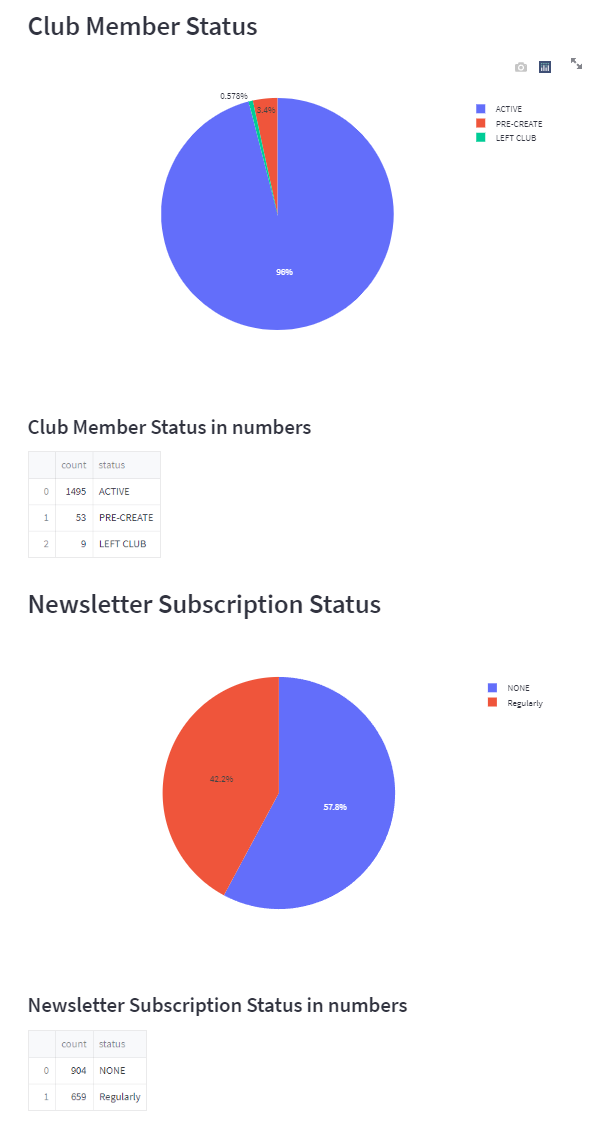 Club Member Status
0.578%
3.4%
ACTIVE
PRE-CREATE
LEFT CLUB
96%
Club Member Status in numbers
count status
0 1495 ACTIVE
1 53 PRE-CREATE
2 9 LEFT CLUB
Newsletter Subscription Status
NONE
Regularly
42.2%
57.8%
Newsletter Subscription Status in numbers
count status
0 904 NONE
1 659 Regularly